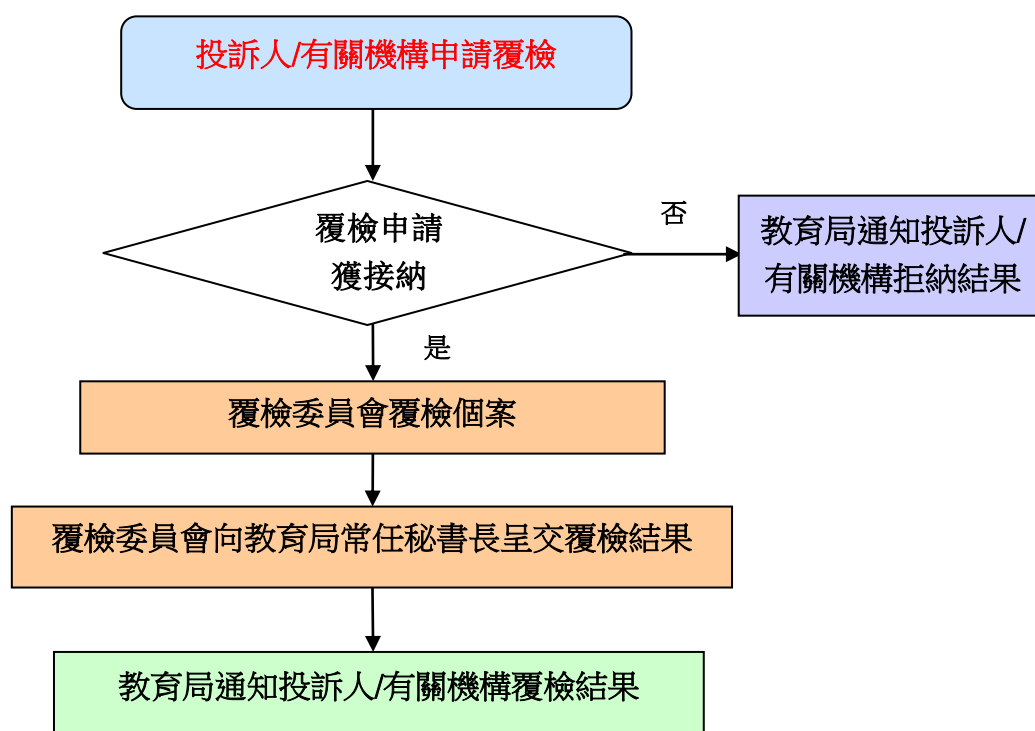 投訴人/有關機構申請覆檢
覆檢申請
獲接納
否
教育局通知投訴人/
有關機構拒納結果
是
覆檢委員會覆檢個案
覆檢委員會向教育局常任秘書長呈交覆檢結果
教育局通知投訴人/有關機構覆檢結果